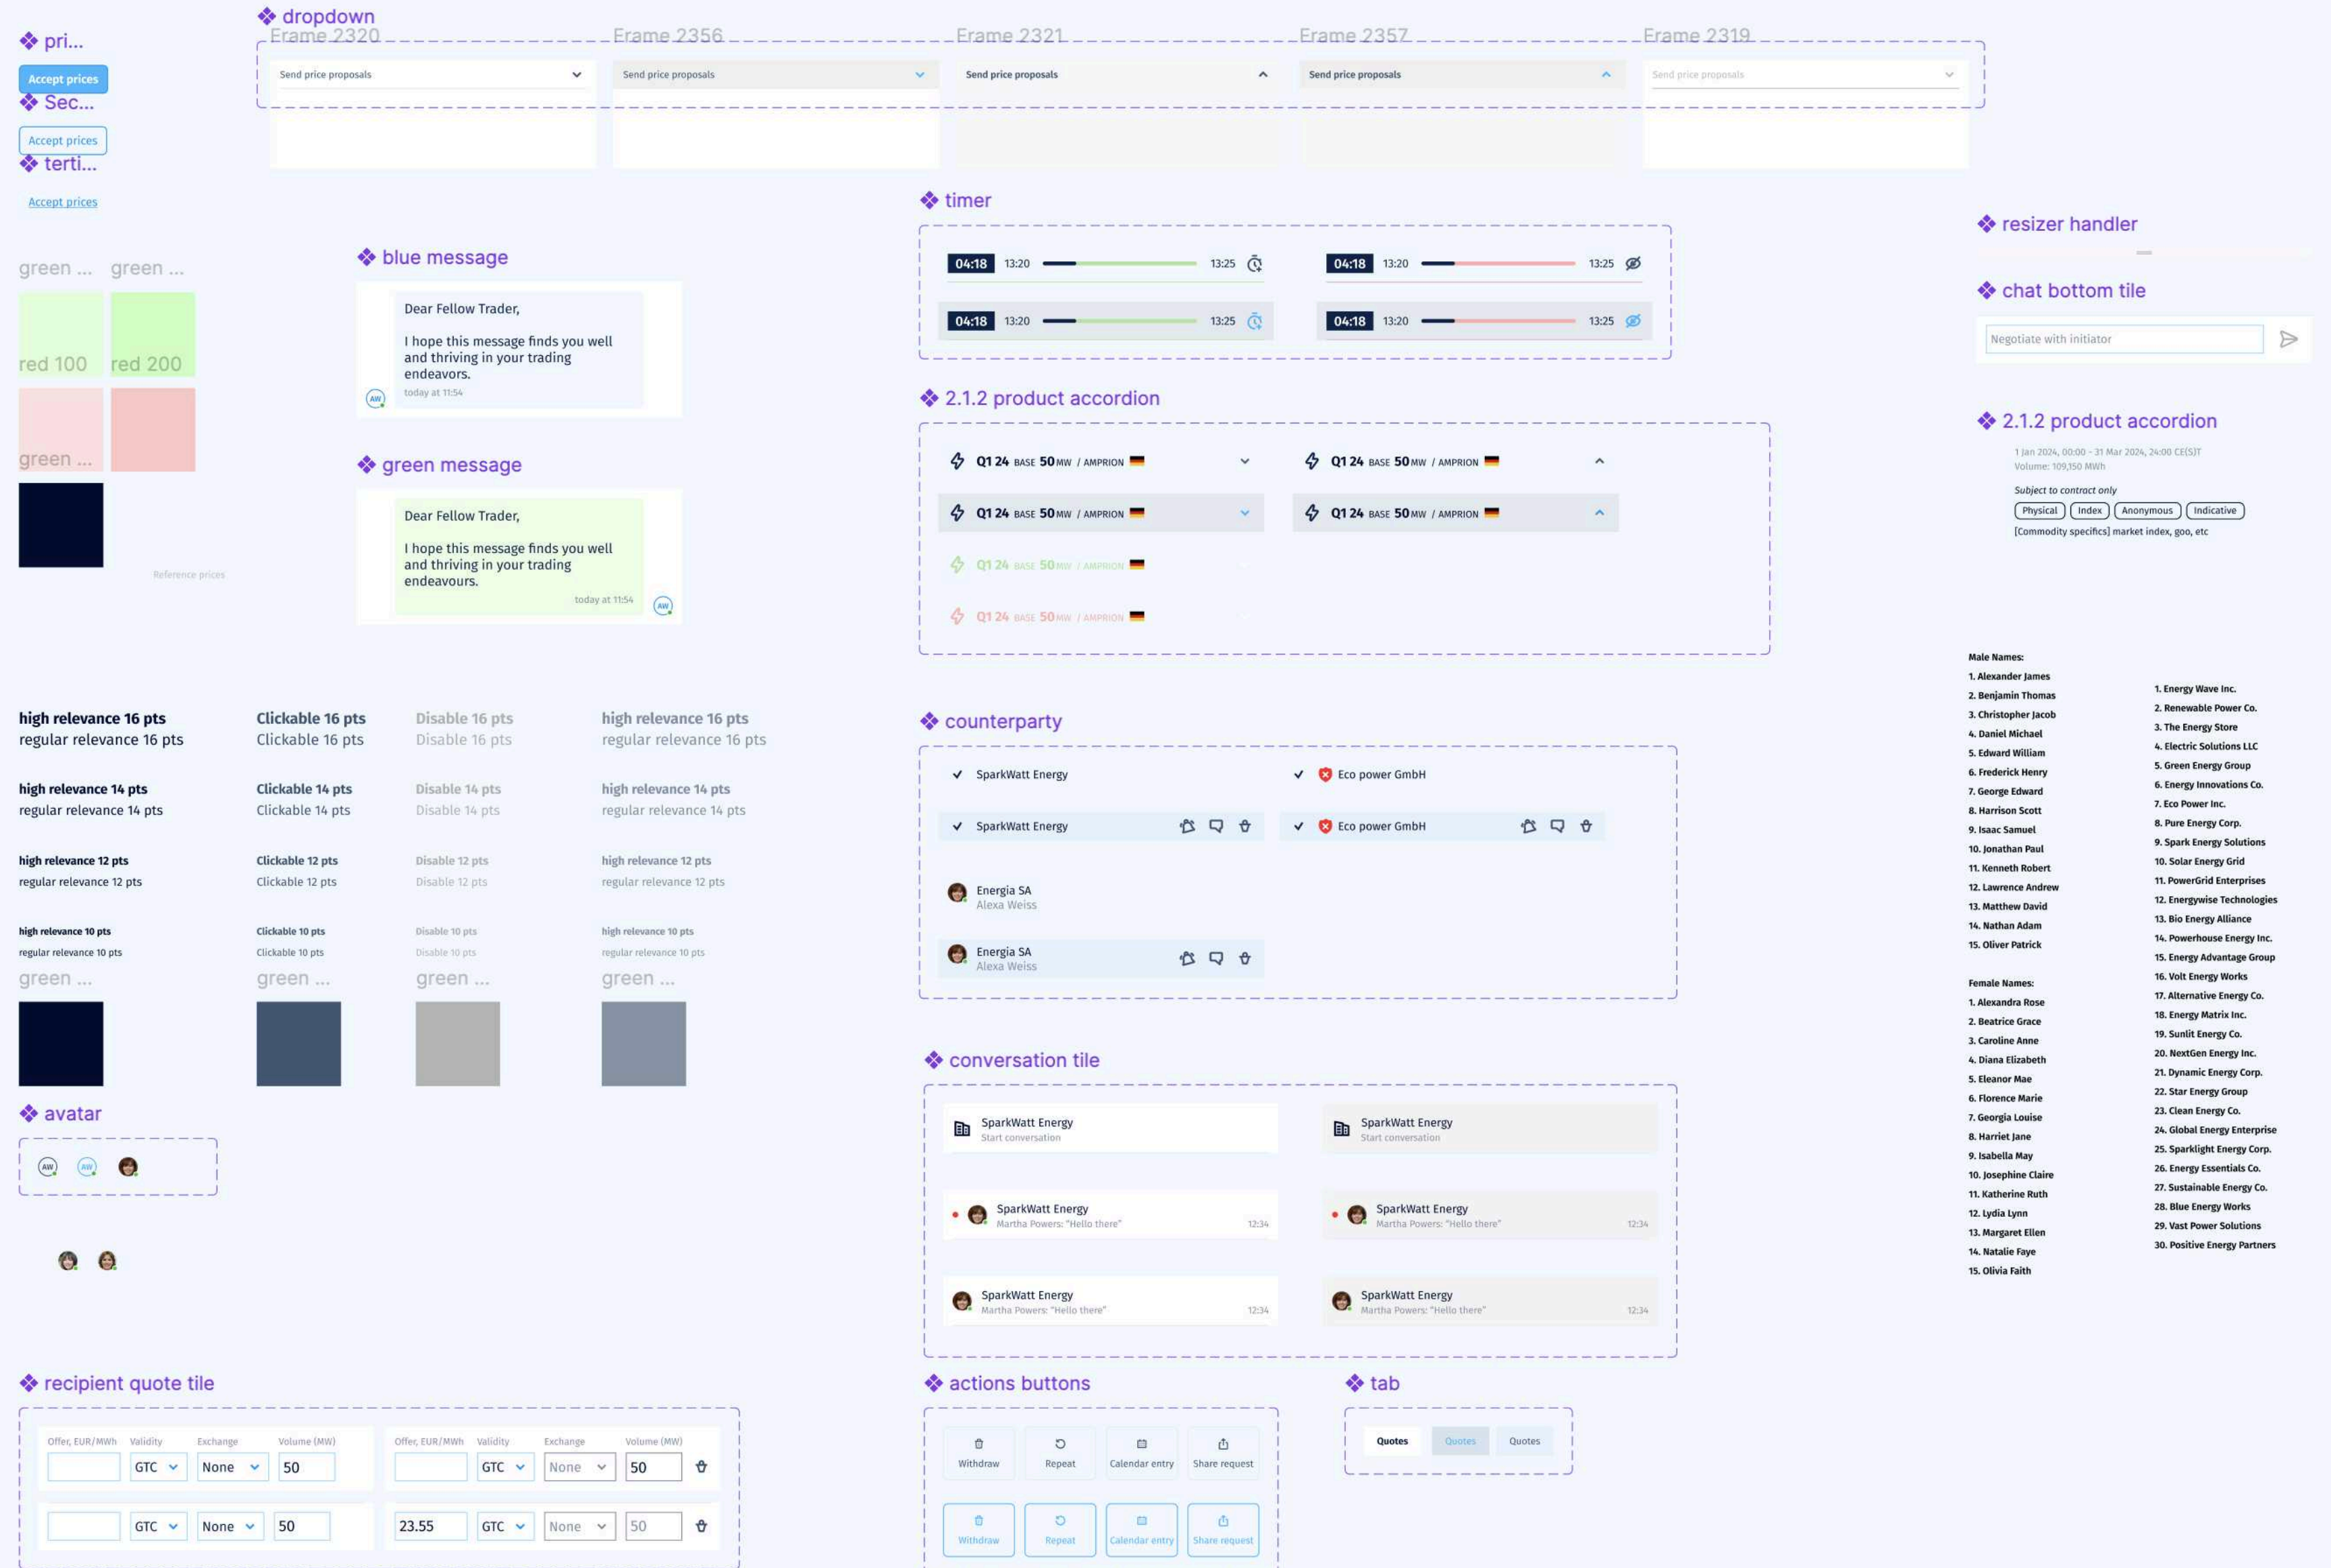 dropdown
pri...
Frame 2320
Frame 2356
Frame 2321
Frame 2357
Frame 2319
Accept prices
Send price proposals
Send price proposals
Send price proposals
Send price proposals
Send price proposals
Sec...
Accept prices
terti...
Accept prices
green ...
green ...
red 100
red 200
green ...
Reference prices
blue message
Dear Fellow Trader,
I hope this message finds you well
and thriving in your trading
endeavors.
today at 11:54
AW
green message
Dear Fellow Trader,
I hope this message finds you well
and thriving in your trading
endeavours.
today at 11:54
AW
timer
04:18 13:20 13:25
04:18 13:20 13:25
04:18 13:20 13:25
04:18 13:20 13:25
2.1.2 product accordion
Q1 24 BASE 50 MW / AMPRION
Q1 24 BASE 50 MW / AMPRION
Q1 24 BASE 50 MW / AMPRION
Q1 24 BASE 50 MW / AMPRION
Q1 24 BASE 50 MW / AMPRION
Q1 24 BASE 50 MW / AMPRION
resizer handler
chat bottom tile
Negotiate with initiator
2.1.2 product accordion
1 Jan 2024, 00:00 - 31 Mar 2024, 24:00 CE(S)T
Volume: 109,150 MWh
Subject to contract only
Physical
Index
Anonymous
Indicative
[Commodity specifics] market index, goo, etc
high relevance 16 pts
regular relevance 16 pts
high relevance 14 pts
regular relevance 14 pts
high relevance 12 pts
regular relevance 12 pts
high relevance 10 pts
regular relevance 10 pts
green ...
Clickable 16 pts
Clickable 16 pts
Clickable 14 pts
Clickable 14 pts
Clickable 12 pts
Clickable 12 pts
Clickable 10 pts
Clickable 10 pts
green ...
Disable 16 pts
Disable 16 pts
Disable 14 pts
Disable 14 pts
Disable 12 pts
Disable 12 pts
Disable 10 pts
Disable 10 pts
green ...
high relevance 16 pts
regular relevance 16 pts
high relevance 14 pts
regular relevance 14 pts
high relevance 12 pts
regular relevance 12 pts
high relevance 10 pts
regular relevance 10 pts
green ...
counterparty
SparkWatt Energy
Eco power GmbH
SparkWatt Energy
Eco power GmbH
Energia SA
Alexa Weiss
Energia SA
Alexa Weiss
conversation tile
SparkWatt Energy
Start conversation
SparkWatt Energy
Start conversation
SparkWatt Energy
Martha Powers: "Hello there" 12:34
SparkWatt Energy
Martha Powers: "Hello there" 12:34
SparkWatt Energy
Martha Powers: "Hello there" 12:34
SparkWatt Energy
Martha Powers: "Hello there" 12:34
Male Names:
1. Alexander James
2. Benjamin Thomas
3. Christopher Jacob
4. Daniel Michael
5. Edward William
6. Frederick Henry
7. George Edward
8. Harrison Scott
9. Isaac Samuel
10. Jonathan Paul
11. Kenneth Robert
12. Lawrence Andrew
13. Matthew David
14. Nathan Adam
15. Oliver Patrick
Female Names:
1. Alexandra Rose
2. Beatrice Grace
3. Caroline Anne
4. Diana Elizabeth
5. Eleanor Mae
6. Florence Marie
7. Georgia Louise
8. Harriet Jane
9. Isabella May
10. Josephine Claire
11. Katherine Ruth
12. Lydia Lynn
13. Margaret Ellen
14. Natalie Faye
15. Olivia Faith
1. Energy Wave Inc.
2. Renewable Power Co.
3. The Energy Store
4. Electric Solutions LLC
5. Green Energy Group
6. Energy Innovations Co.
7. Eco Power Inc.
8. Pure Energy Corp.
9. Spark Energy Solutions
10. Solar Energy Grid
11. PowerGrid Enterprises
12. Energywise Technologies
13. Bio Energy Alliance
14. Powerhouse Energy Inc.
15. Energy Advantage Group
16. Volt Energy Works
17. Alternative Energy Co.
18. Energy Matrix Inc.
19. Sunlit Energy Co.
20. NextGen Energy Inc.
21. Dynamic Energy Corp.
22. Star Energy Group
23. Clean Energy Co.
24. Global Energy Enterprise
25. Sparklight Energy Corp.
26. Energy Essentials Co.
27. Sustainable Energy Co.
28. Blue Energy Works
29. Vast Power Solutions
30. Positive Energy Partners
avatar
AW
AW
recipient quote tile
Offer, EUR/MWh Validity Exchange Volume (MW)
GTC None 50
Offer, EUR/MWh Validity Exchange Volume (MW)
GTC None 50
GTC None 50
23.55 GTC None 50
actions buttons
Withdraw
Repeat
Calendar entry
Share request
Withdraw
Repeat
Calendar entry
Share request
tab
Quotes
Quotes
Quotes